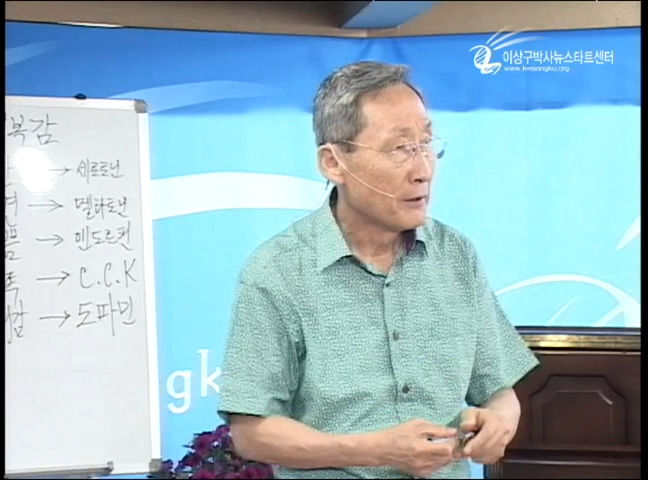 이상구박사뉴스타트센터
www.leesangku.org
복감
→ 세로토닌
→ 멜라토닌
→ 엔도르핀
→ C.C.K
→ 도파민
gk